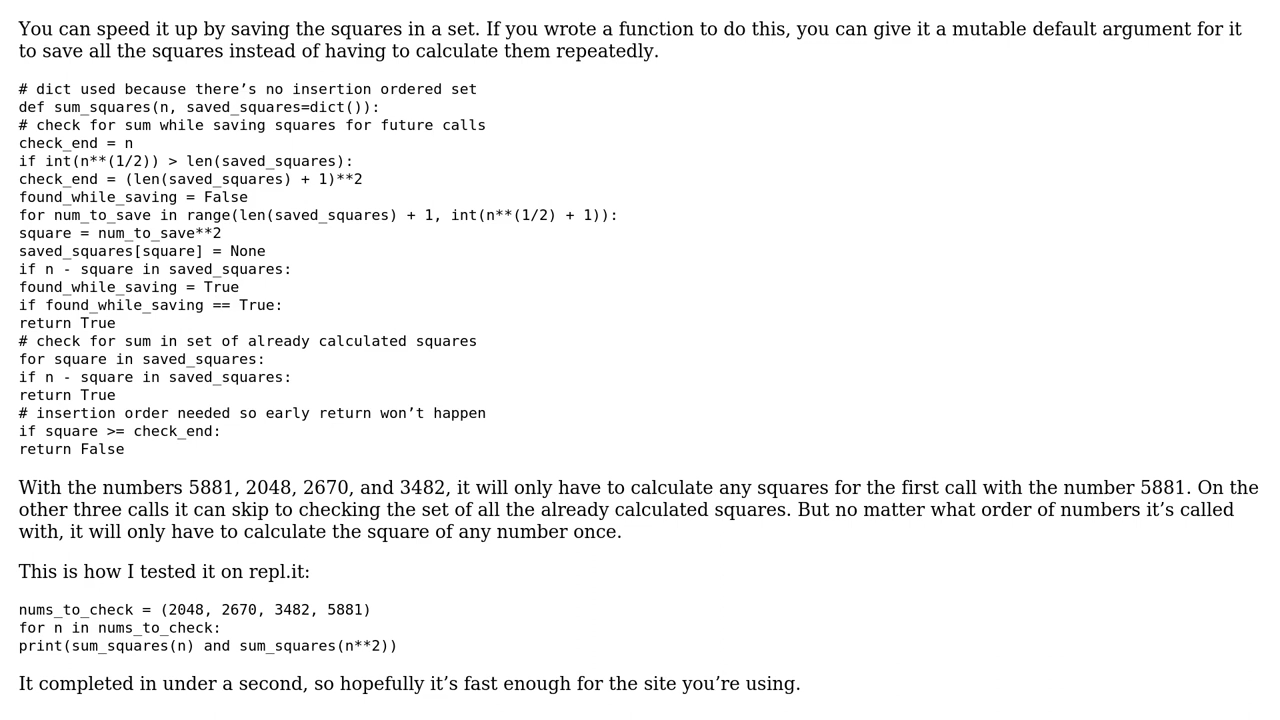 You can speed it up by saving the squares in a set. If you wrote a function to do this, you can give it a mutable default argument for it
to save all the squares instead of having to calculate them repeatedly.
# dict used because there’s no insertion ordered set
def sum_squares(n, saved_squares=dict()):
# check for sum while saving squares for future calls
check_end = n
if int(n**(1/2)) > len(saved_squares):
check_end = (len(saved_squares) + 1)**2
found_while_saving = False
for num_to_save in range(len(saved_squares) + 1, int(n**(1/2) + 1)):
square = num_to_save**2
saved_squares[square] = None
if n - square in saved_squares:
found_while_saving = True
if found_while_saving == True:
return True
# check for sum in set of already calculated squares
for square in saved_squares:
if n - square in saved_squares:
return True
# insertion order needed so early return won’t happen
if square >= check_end:
return False
With the numbers 5881, 2048, 2670, and 3482, it will only have to calculate any squares for the first call with the number 5881. On the
other three calls it can skip to checking the set of all the already calculated squares. But no matter what order of numbers it’s called
with, it will only have to calculate the square of any number once.
This is how I tested it on repl.it:
nums_to_check = (2048, 2670, 3482, 5881)
for n in nums_to_check:
print(sum_squares(n) and sum_squares(n**2))
It completed in under a second, so hopefully it’s fast enough for the site you’re using.